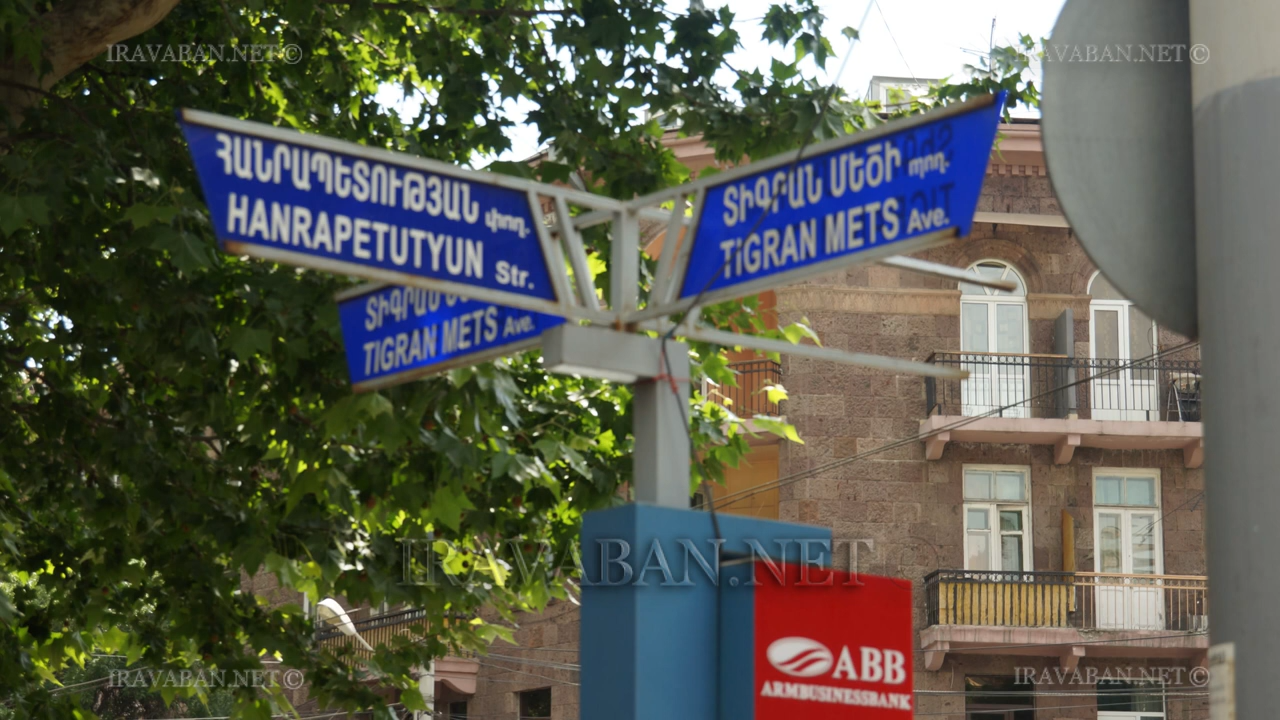 IRAVABAN.NET©
IRAVABAN.NET©
ՀԱՆՐԱՊԵՏՈՒԹՅԱՆ փող.
HANRAPETUTYUN Str.
ՏԻԳՐԱՆ ՄԵԾԻ պող.
TiGRAN METS Ave.
ՏԻԳՐԱՆ
TIGRAN METS Ave.
IRAVABAN.NET
ABB
ARMBUSINESSBANK
IRAVABAN.NET©
IRAVABAN.NET©